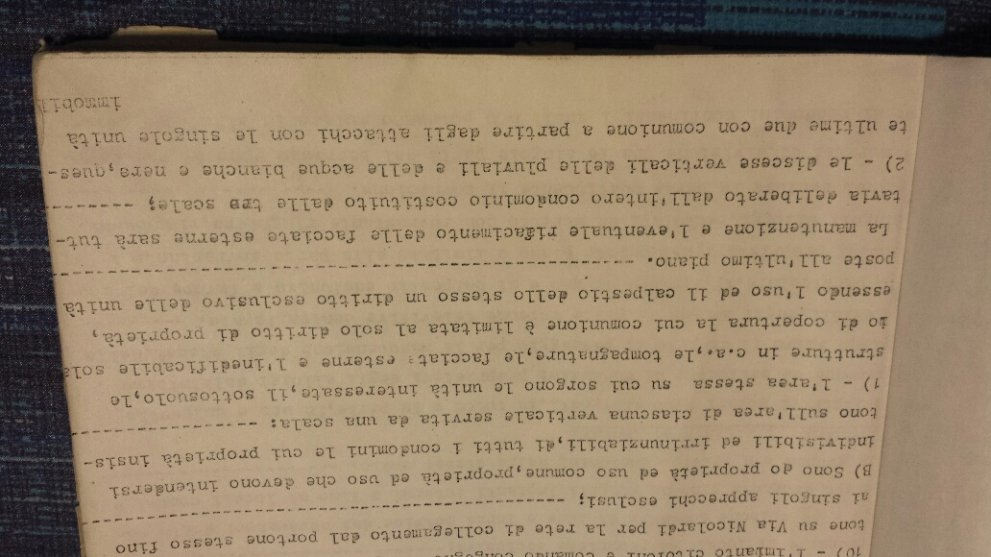 10) - l'impianto citofoni e comando
tone su Via Nicolardi per la rete di collegamento dal portone stesso fino
ai singoli apprecchi esclusi; --------------------
B) Sono do proprietà ed uso comune,proprietà ed uso che devono intendersi
indivisibili ed irrinunziabili,di tutti i condomini le cui proprietà insis-
tono sull'area di ciascuna verticale servita da una scala: ----------------
1) - l'area stessa su cui sorgono le unità interessate,il sottosuolo,le
strutture in c.a.,le tompagnature,le facciat: esterne e l'inedificabile sola
io di copertura la cui comunione è limitata al solo diritto di proprietà,
essendo l'uso ed il calpestio dello stesso un diritto esclusivo delle unità
poste all'ultimo piano. ----------------------------------------
La manutenzione e l'eventuale rifacimento delle facciate esterne sarà tut-
tavia deliberato dall'intero condominio costituito dalle tre scale; -------
2) - le discese verticali delle pluviali e delle acque bianche e nere,ques-
te ultime due con comunione a partire dagli attacchi con le singole unità
immobili